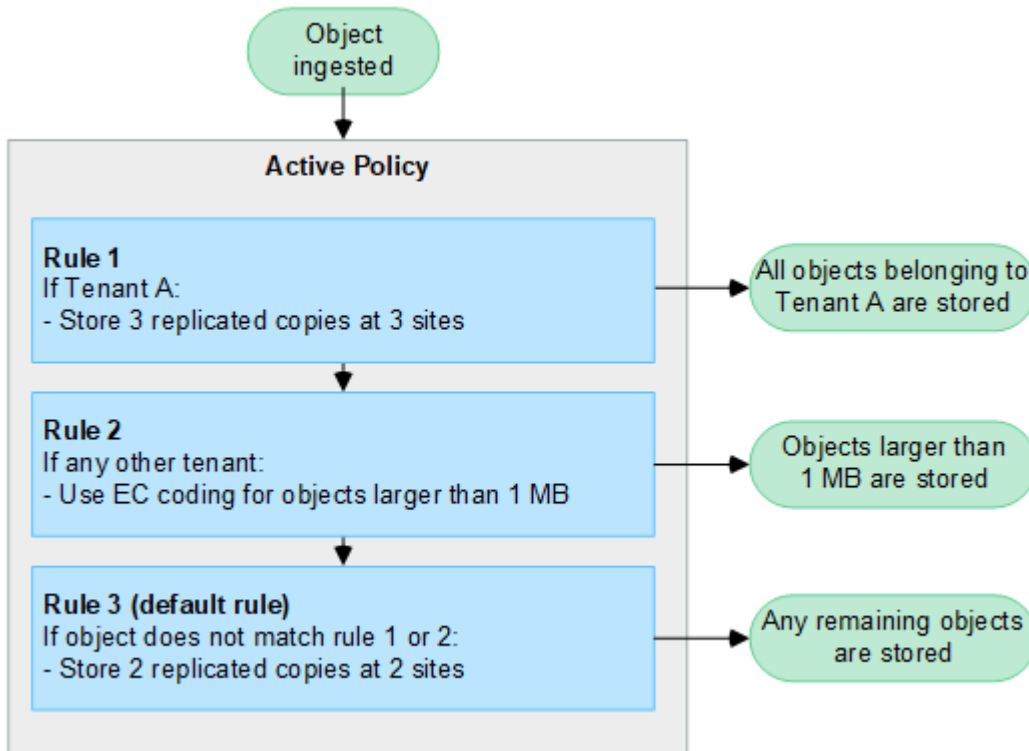 Object
ingested
Active Policy
Rule 1
If Tenant A:
- Store 3 replicated copies at 3 sites
All objects belonging to
Tenant A are stored
Rule 2
If any other tenant:
- Use EC coding for objects larger than 1 MB
Objects larger than
1 MB are stored
Rule 3 (default rule)
If object does not match rule 1 or 2:
- Store 2 replicated copies at 2 sites
Any remaining objects
are stored